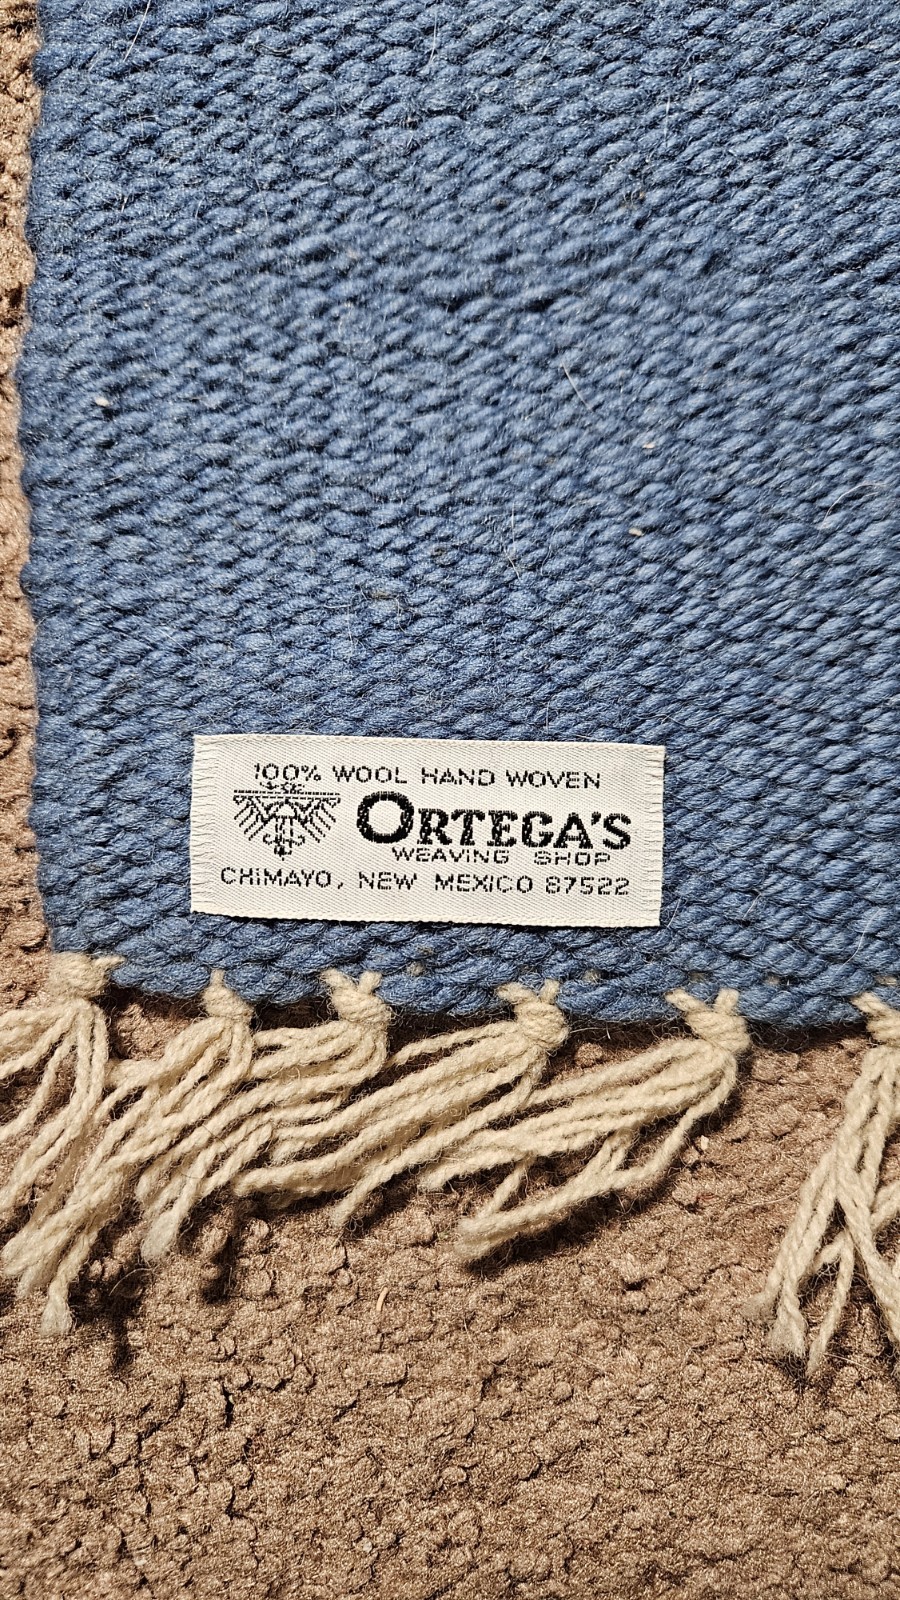 100% WOOL HAND WOVEN
ORTEGA'S
WEAVING SHOP
CHIMAYO, NEW MEXICO 87522